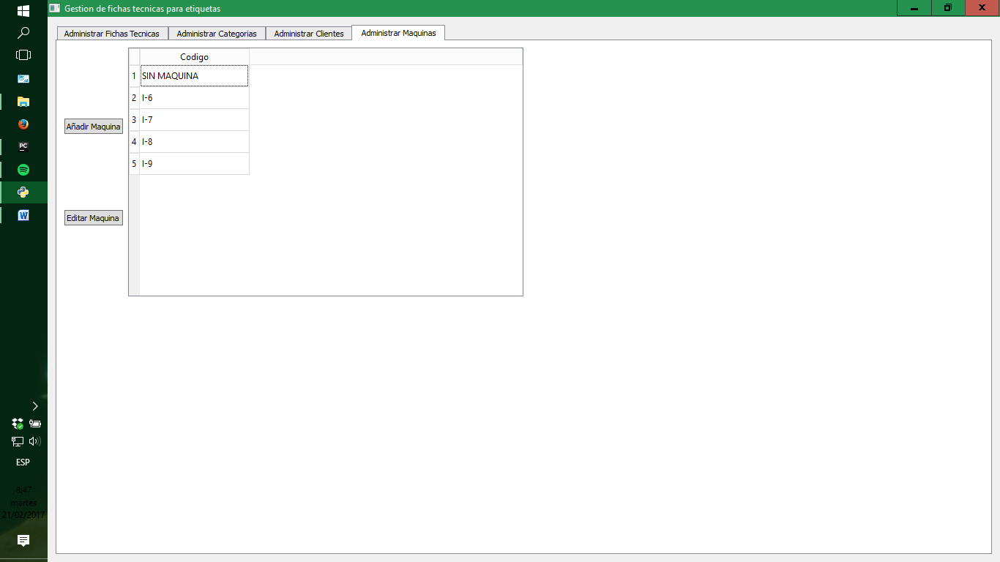 Gestion de fichas tecnicas para etiquetas
Administrar Fichas Tecnicas
Administrar Categorias
Administrar Clientes
Administrar Maquinas
Codigo
1 SIN MAQUINA
2 I-6
3 I-7
4 I-8
5 I-9
Añadir Maquina
Editar Maquina
PC
W
ESP
8:47
martes
21/02/2017